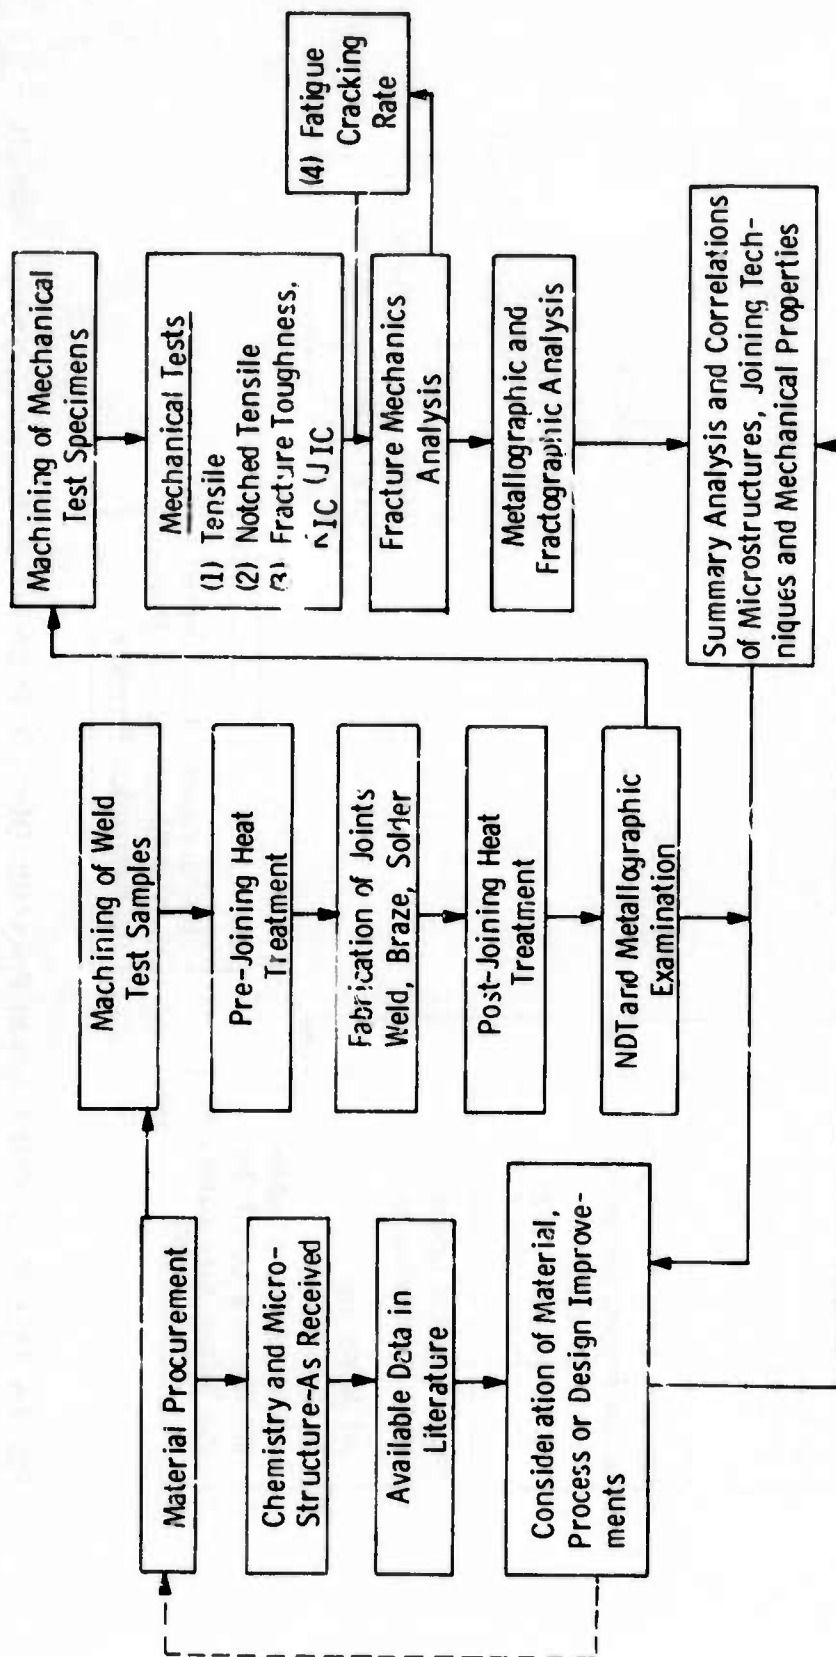 Material Procurement
Chemistry and Micro-
Structure-As Received
Available Data in
Literature
Consideration of Material,
Process or Design Improve-
ments
Machining of Weld
Test Samples
Pre-Joining Heat
Treatment
Fabrication of Joints
Weld, Braze, Solder
Post-Joining Heat
Treatment
NDT and Metallographic
Examination
Machining of Mechanical
Test Specimens
Mechanical Tests
(1) Tensile
(2) Notched Tensile
(3) Fracture Toughness,
(4) Fatigue
Cracking
Rate
Fracture Mechanics
Analysis
Metallographic and
Fractographic Analysis
Summary Analysis and Correlations
of Microstructures, Joining Tech-
niques and Mechanical Properties